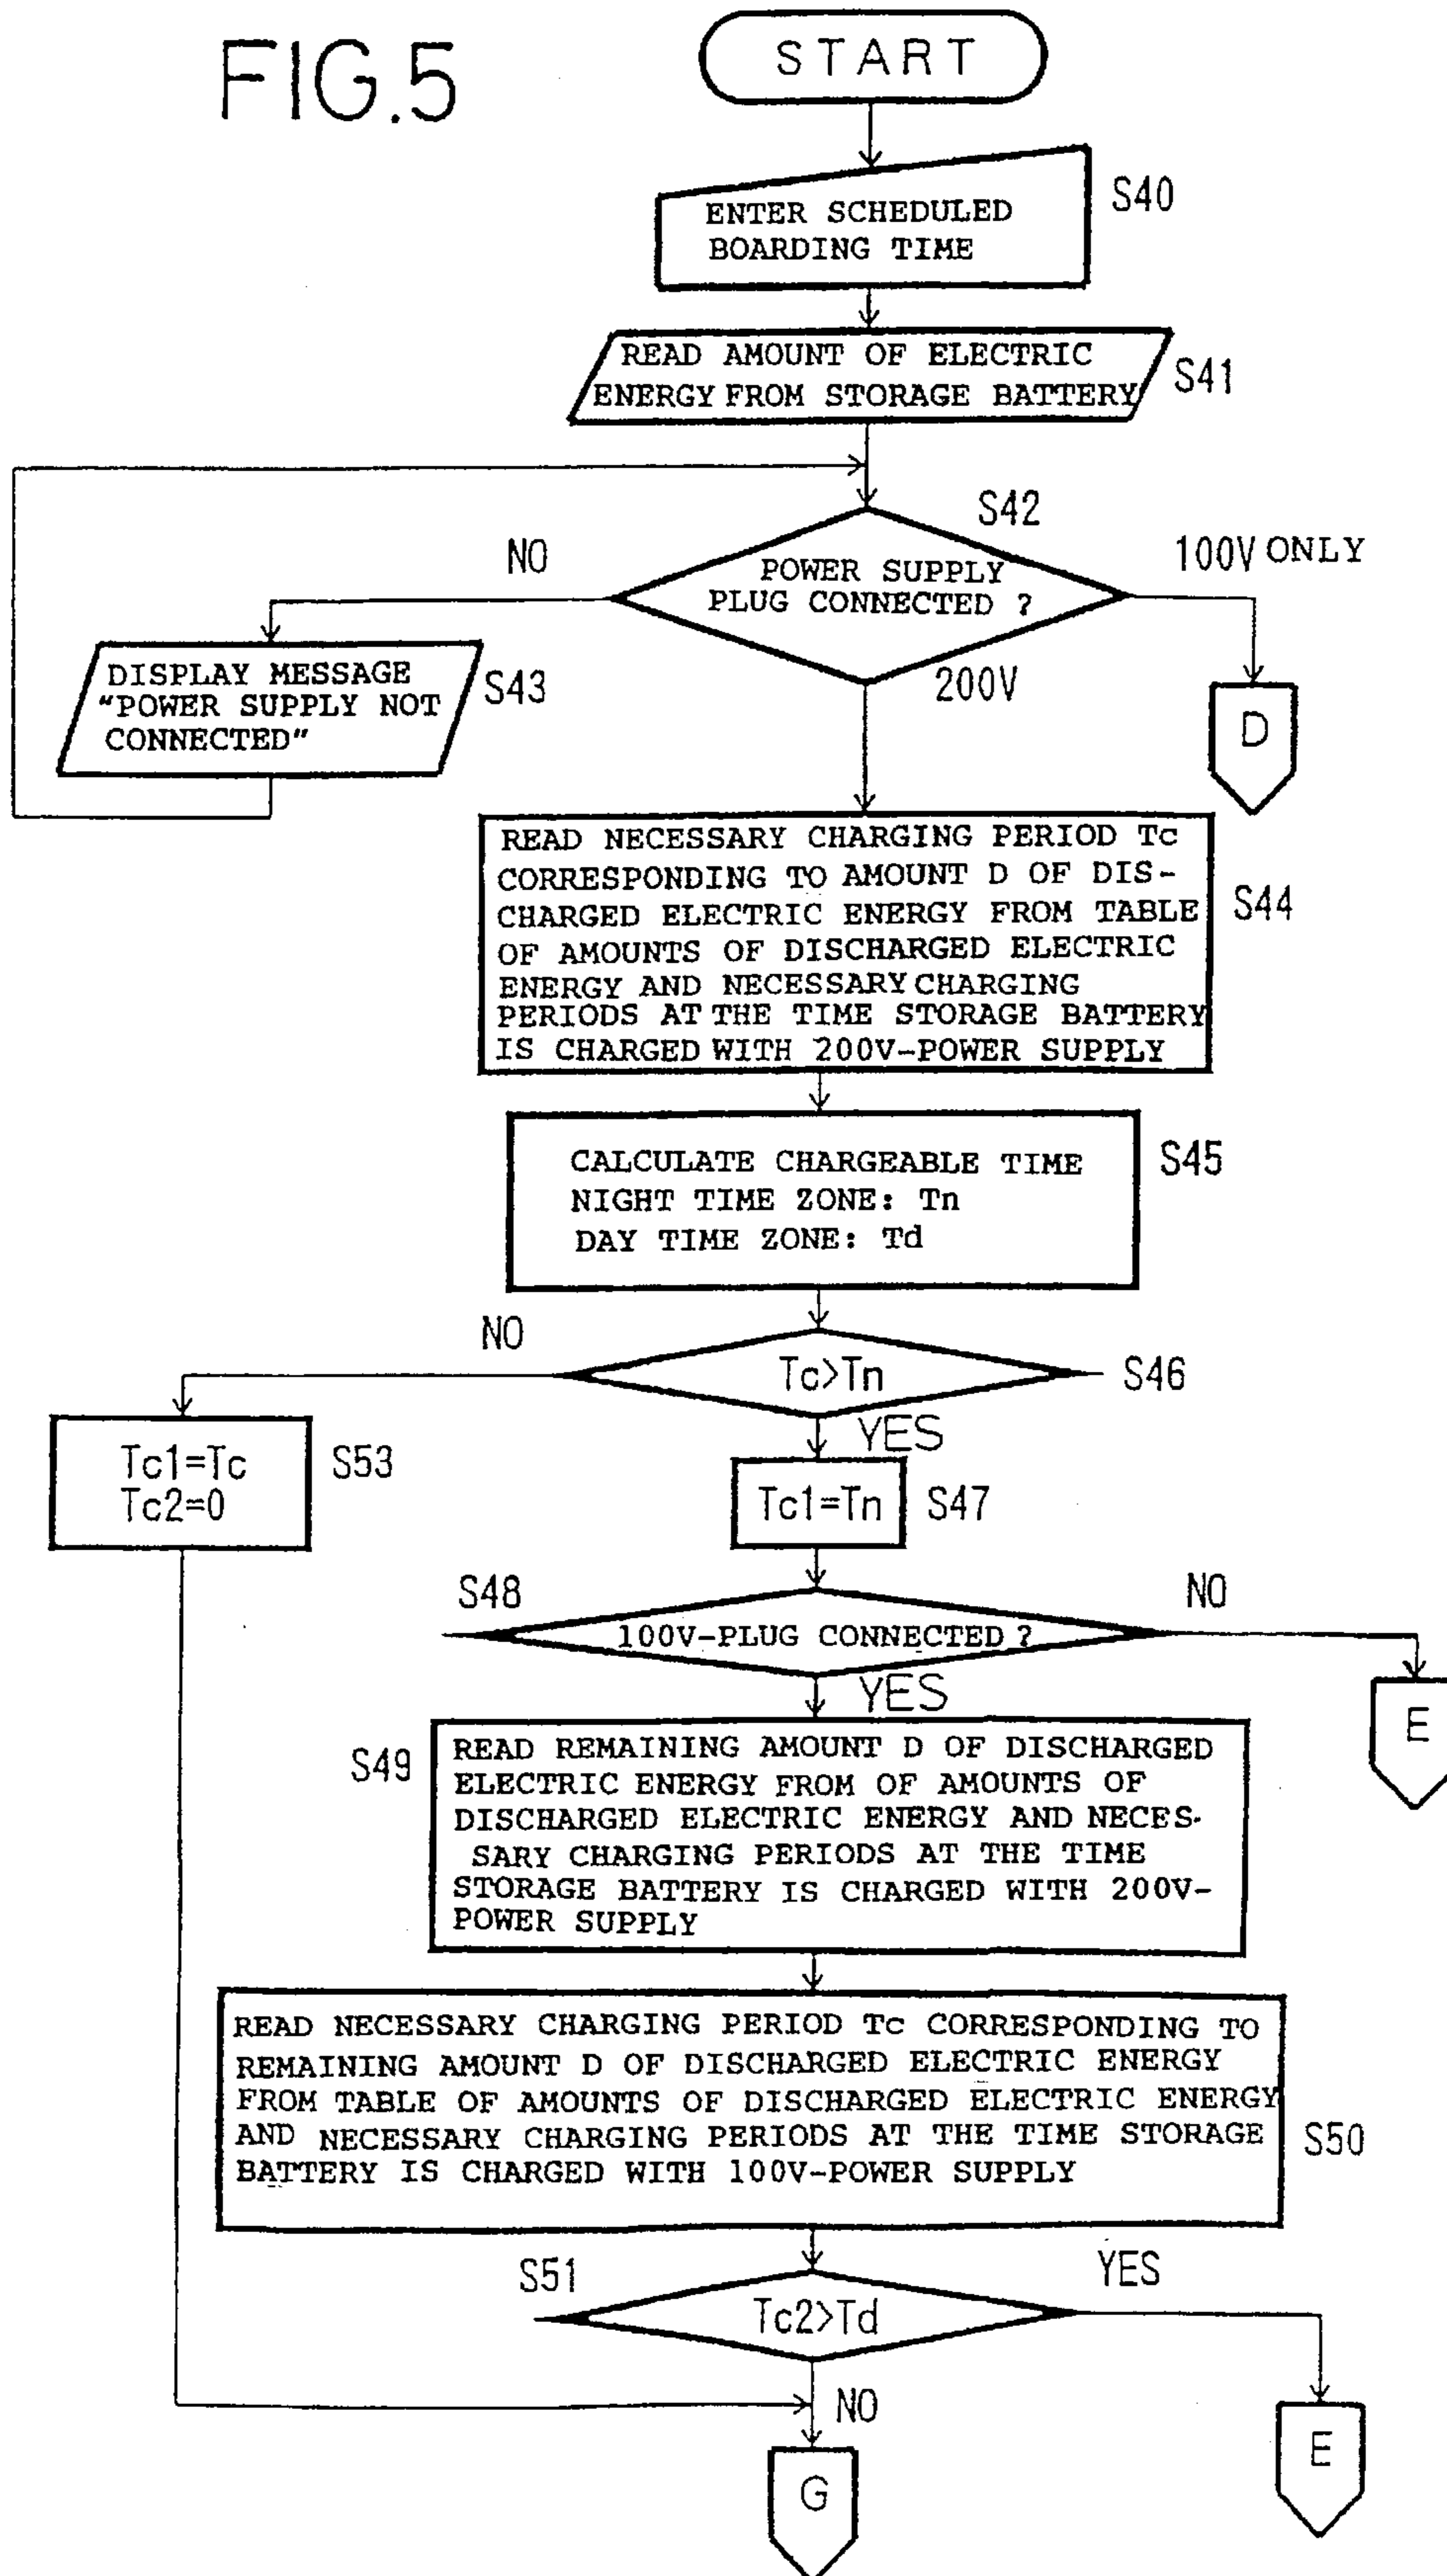 FIG.5
START
ENTER SCHEDULED
BOARDING TIME
S40
READ AMOUNT OF ELECTRIC
ENERGY FROM STORAGE BATTERY
S41
S42
NO
100V ONLY
POWER SUPPLY
PLUG CONNECTED ?
200V
D
DISPLAY MESSAGE
"POWER SUPPLY NOT
CONNECTED"
S43
READ NECESSARY CHARGING PERIOD Tc
CORRESPONDING TO AMOUNT D OF DIS-
CHARGED ELECTRIC ENERGY FROM TABLE
OF AMOUNTS OF DISCHARGED ELECTRIC
ENERGY AND NECESSARY CHARGING
PERIODS AT THE TIME STORAGE BATTERY
IS CHARGED WITH 200V-POWER SUPPLY
S44
CALCULATE CHARGEABLE TIME
NIGHT TIME ZONE: Tn
DAY TIME ZONE: Td
S45
NO
Tc>Tn
S46
YES
Tc1=Tc
Tc2=0
S53
Tc1=Tn
S47
S48
NO
100V-PLUG CONNECTED ?
YES
E
S49
READ REMAINING AMOUNT D OF DISCHARGED
ELECTRIC ENERGY FROM OF AMOUNTS OF
DISCHARGED ELECTRIC ENERGY AND NECES-
SARY CHARGING PERIODS AT THE TIME
STORAGE BATTERY IS CHARGED WITH 200V-
POWER SUPPLY
READ NECESSARY CHARGING PERIOD Tc CORRESPONDING TO
REMAINING AMOUNT D OF DISCHARGED ELECTRIC ENERGY
FROM TABLE OF AMOUNTS OF DISCHARGED ELECTRIC ENERGY
AND NECESSARY CHARGING PERIODS AT THE TIME STORAGE
BATTERY IS CHARGED WITH 100V-POWER SUPPLY
S50
S51
YES
Tc2>Td
NO
E
G